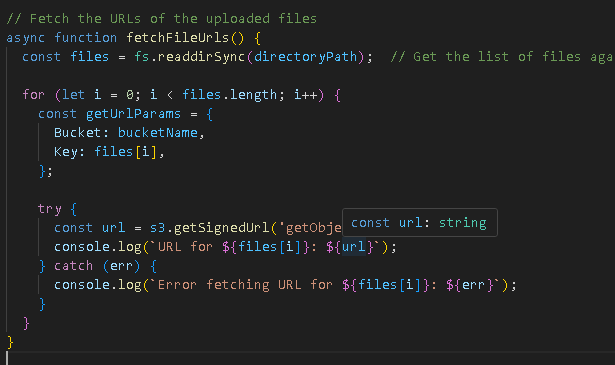 // Fetch the URLs of the uploaded files
async function fetchFileUrls() {
const files = fs.readdirSync(directoryPath);  // Get the list of files aga
for (let i = 0; i < files.length; i++) {
const getUrlParams = {
Bucket: bucketName,
Key: files[i],
};
try {
const url = s3.getSignedUrl('getObje
const url: string
console.log(`URL for ${files[i]}: ${url}`);
} catch (err) {
console.log(`Error fetching URL for ${files[i]}: ${err}`);
}
}
}